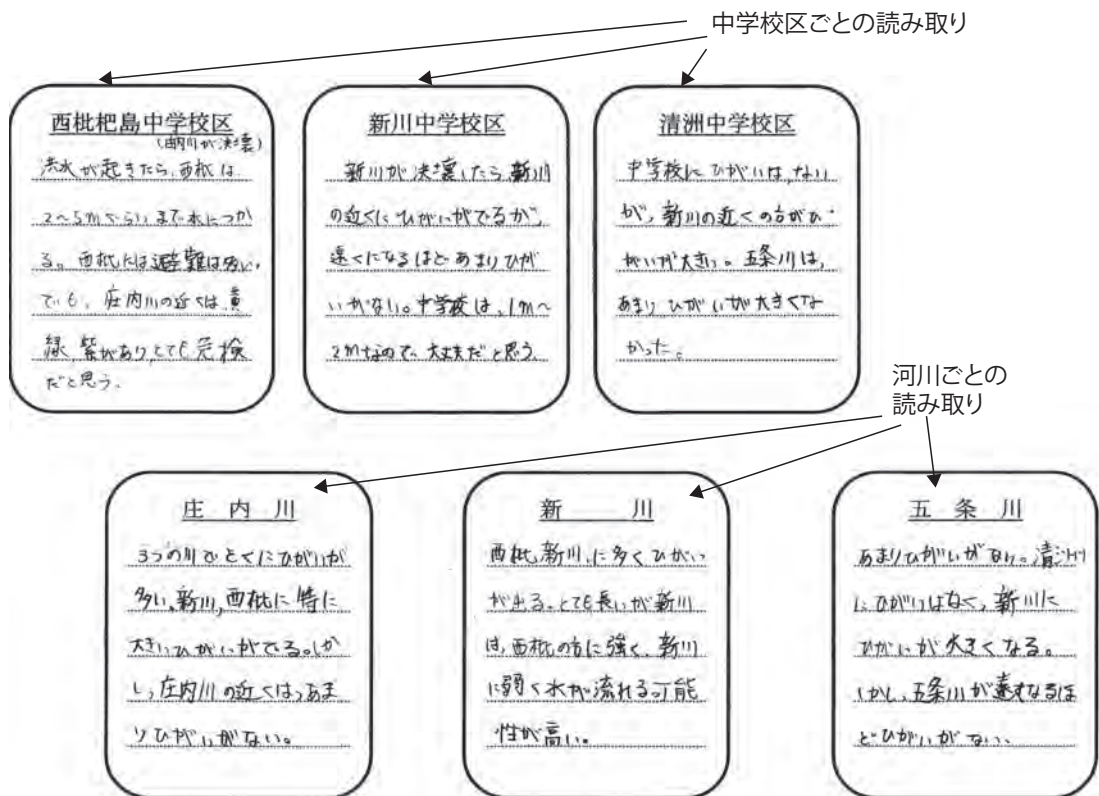 中学校区ごとの読み取り
西枇杷島中学校区
(庄内川が決壊)
洪水が起きたら、西枇は
2〜5mぐらいまで水につか
る。西枇には避難は多い。
でも、庄内川の近くは、黄
緑、紫がありとても危険
だと思う。
新川中学校区
新川が決壊したら新川
の近くにひがいがでるが、
遠くになるほどあまりひが
いがない。中学校は、1m〜
2mなので、大丈夫だと思う。
清洲中学校区
中学校にひがいは、ない
が、新川の近くの方がひ
がいが大きい。五条川は、
あまりひがいが大きくな
かった。
河川ごとの
読み取り
庄内川
3つの川でとくにひがいが
多い。新川、西枇に特に
大きいひがいがでる。しか
し、庄内川の近くは、あま
りひがいがない。
新川
西枇、新川、に多くひがい
が出る。とても長いが新川
は、西枇の方に強く、新川
に弱く水が流れる可能
性が高い。
五条川
あまりひがいがない。清洲
にひがいはなく、新川に
ひがいが大きくなる。
しかし、五条川が遠くなるほ
どひがいがない。